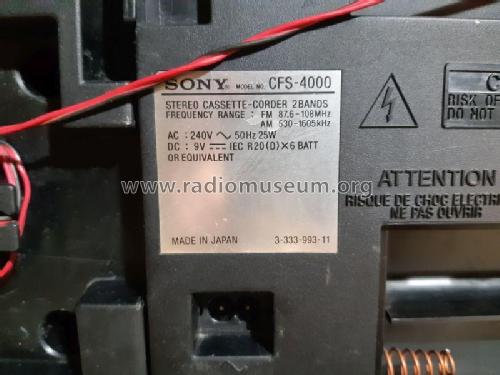 SONY® MODEL NO. CFS-4000
STEREO CASSETTE-CORDER 2BANDS
FREQUENCY RANGE : FM 87.6-108MHz
AM 530-1605kHz
AC : 240V ~ 50Hz 25W
DC : 9V ⎓ IEC R20(D)×6 BATT
OR EQUIVALENT
www.radiomuseum.org
MADE IN JAPAN 3-333-993-11
RISK OF
DO NOT
ATTENTION
RISQUE DE CHOC ELECTRI
NE PAS OUVRIR